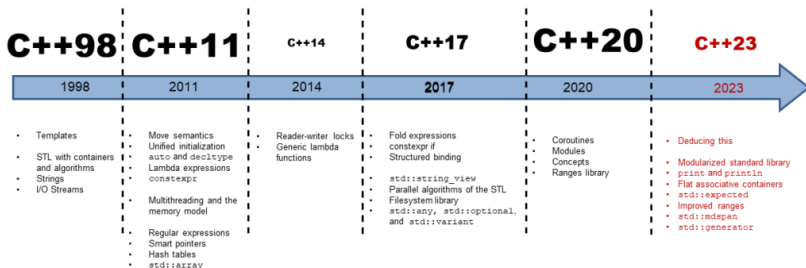 C++98
C++11
C++14
C++17
C++20
C++23
1998
2011
2014
2017
2020
2023
• Templates
• STL with containers
and algorithms
• Strings
• I/O Streams
• Move semantics
• Unified initialization
• auto and decltype
• Lambda expressions
• constexpr
• Multithreading and the
memory model
• Regular expressions
• Smart pointers
• Hash tables
• std::array
• Reader-writer locks
• Generic lambda
functions
• Fold expressions
• constexpr if
• Structured binding
• std::string_view
• Parallel algorithms of the STL
• Filesystem library
• std::any, std::optional,
and std::variant
• Coroutines
• Modules
• Concepts
• Ranges library
• Deducing this
• Modularized standard library
• print and println
• Flat associative containers
• std::expected
• Improved ranges
• std::mdspan
• std::generator